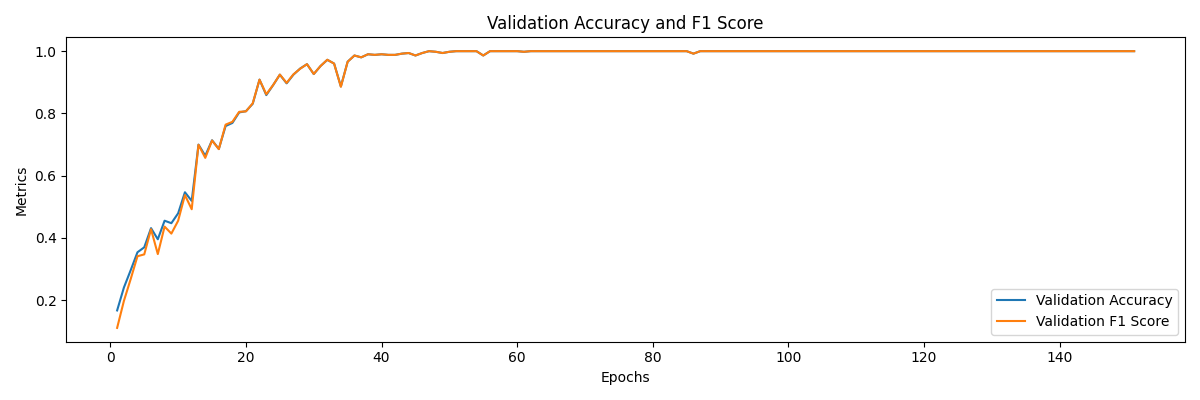 Validation Accuracy and F1 Score
1.0
0.8
0.6
0.4
0.2
Metrics
Validation Accuracy
Validation F1 Score
0 20 40 60 80 100 120 140
Epochs